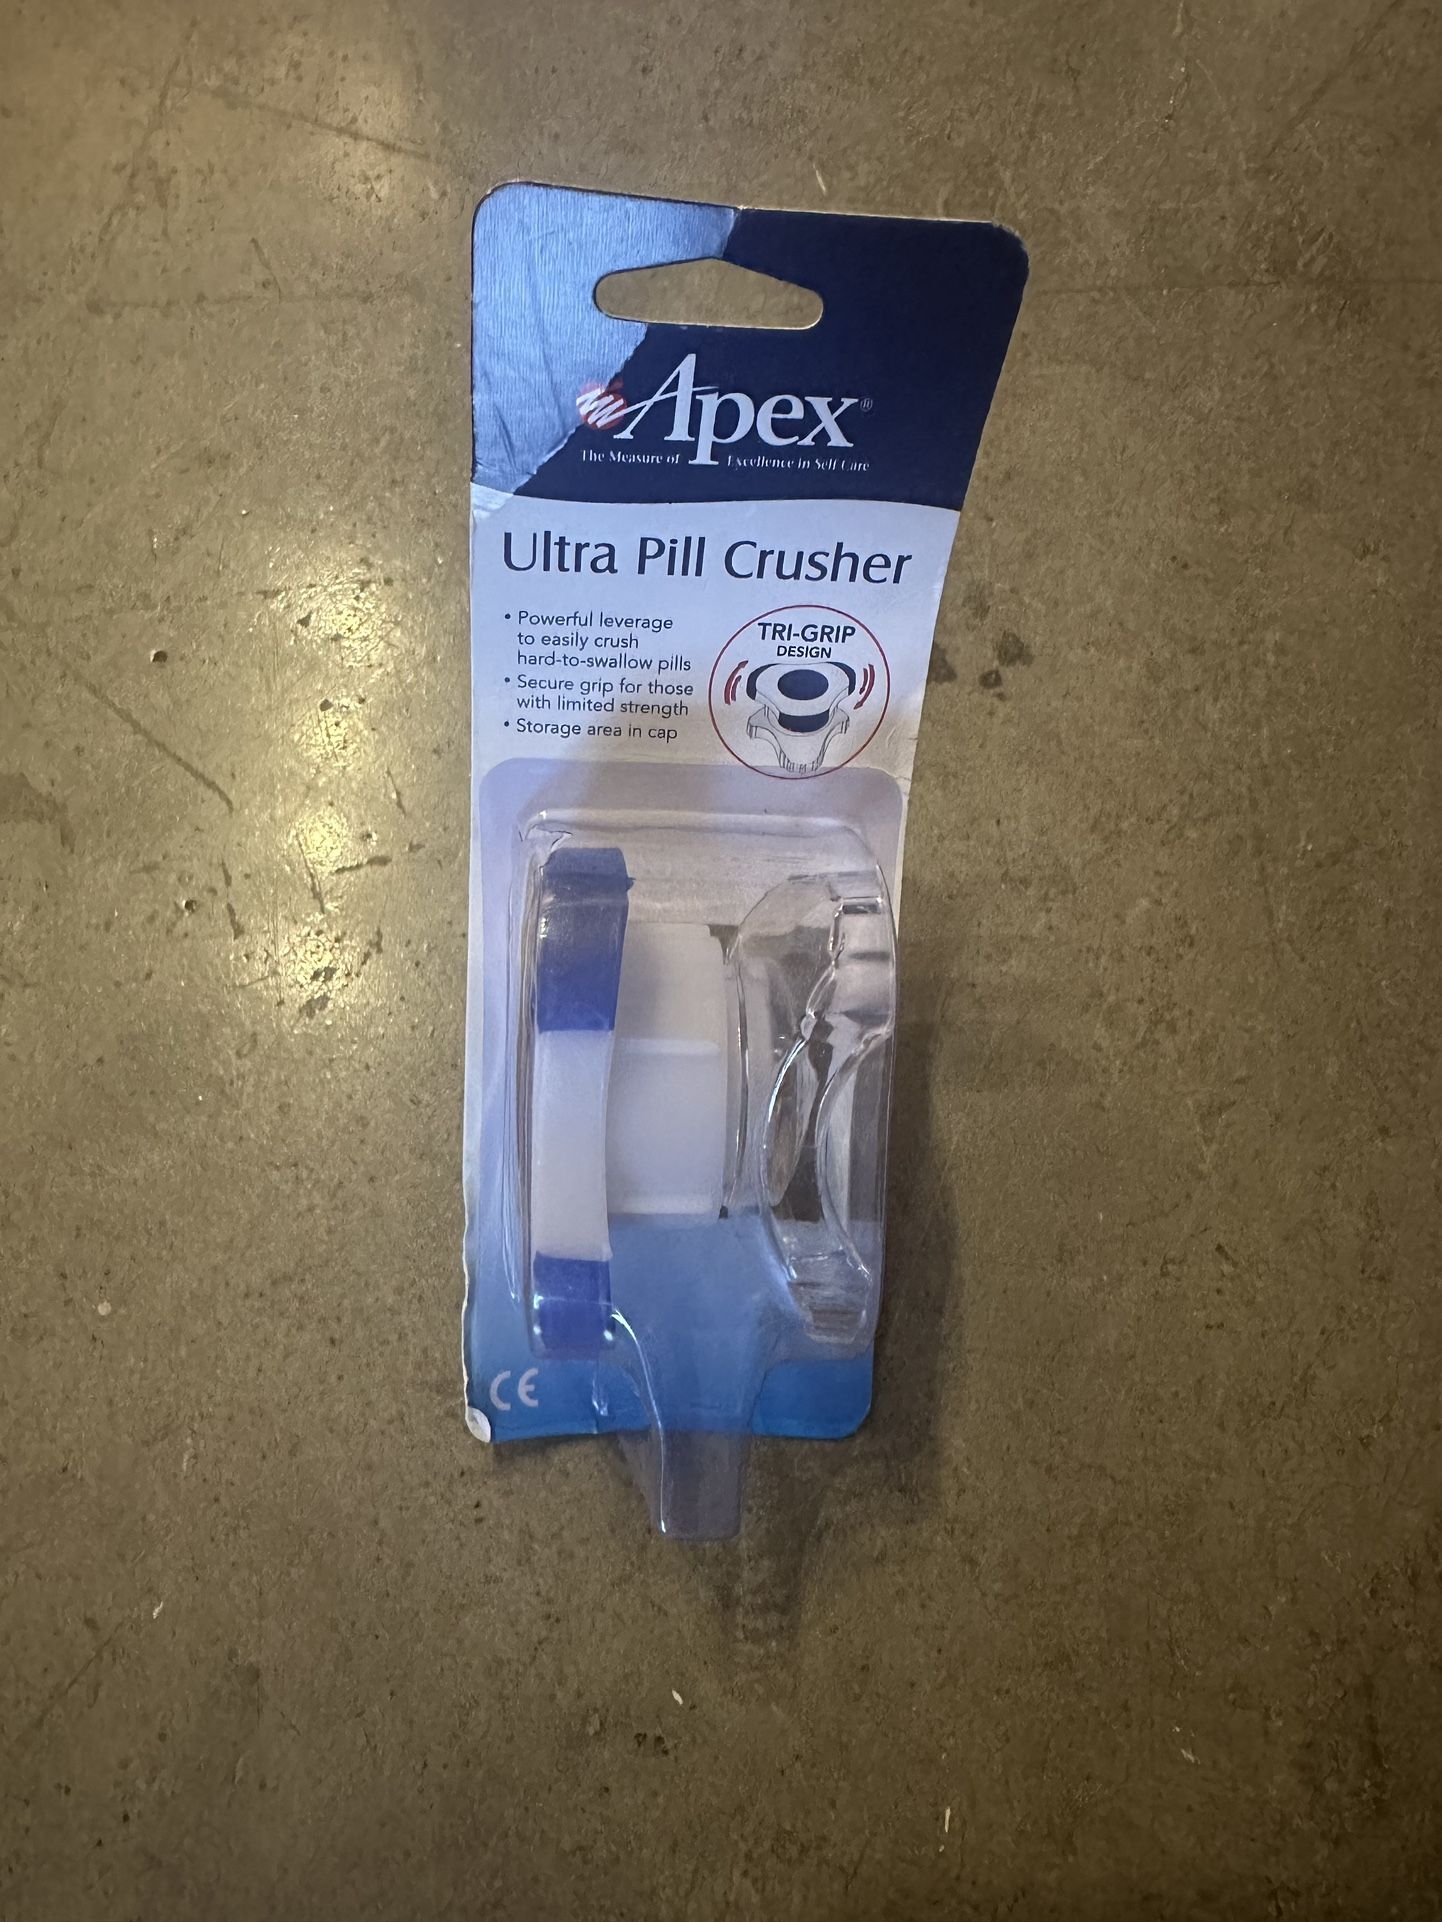 Apex®
The Measure of Excellence in Self Care
Ultra Pill Crusher
• Powerful leverage
to easily crush
hard-to-swallow pills
• Secure grip for those
with limited strength
• Storage area in cap
TRI-GRIP
DESIGN
CE